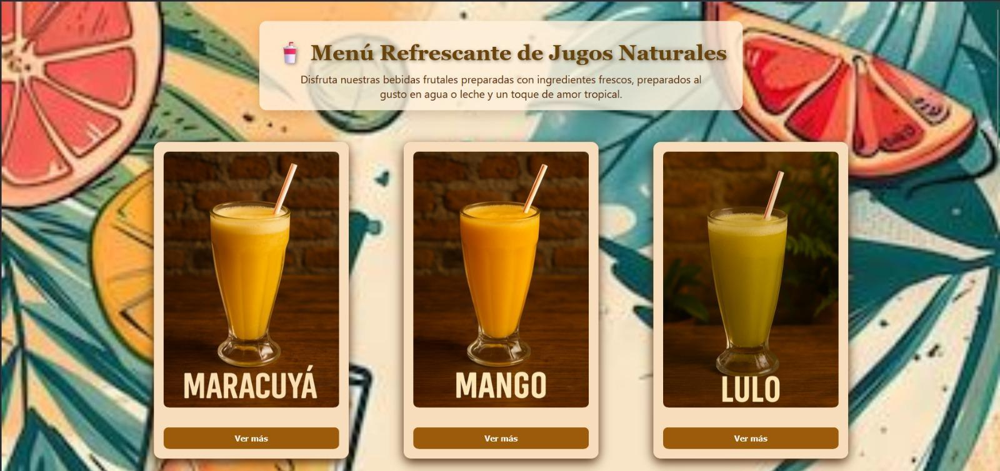 Menú Refrescante de Jugos Naturales
Disfruta nuestras bebidas frutales preparadas con ingredientes frescos, preparados al
gusto en agua o leche y un toque de amor tropical.
MARACUYÁ
MANGO
LULO
Ver más
Ver más
Ver más